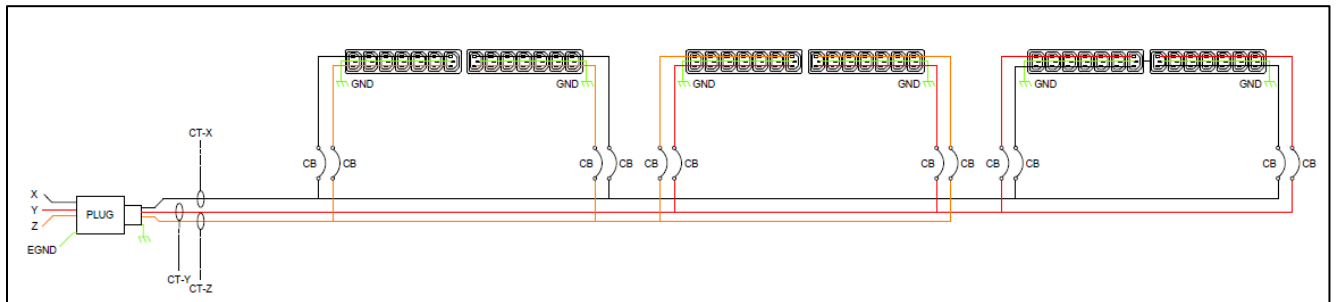 GND GND GND GND GND GND
CT-X
CB CB CB CB CB CB CB CB CB CB CB CB
X
Y
PLUG
Z
EGND
CT-Y
CT-Z